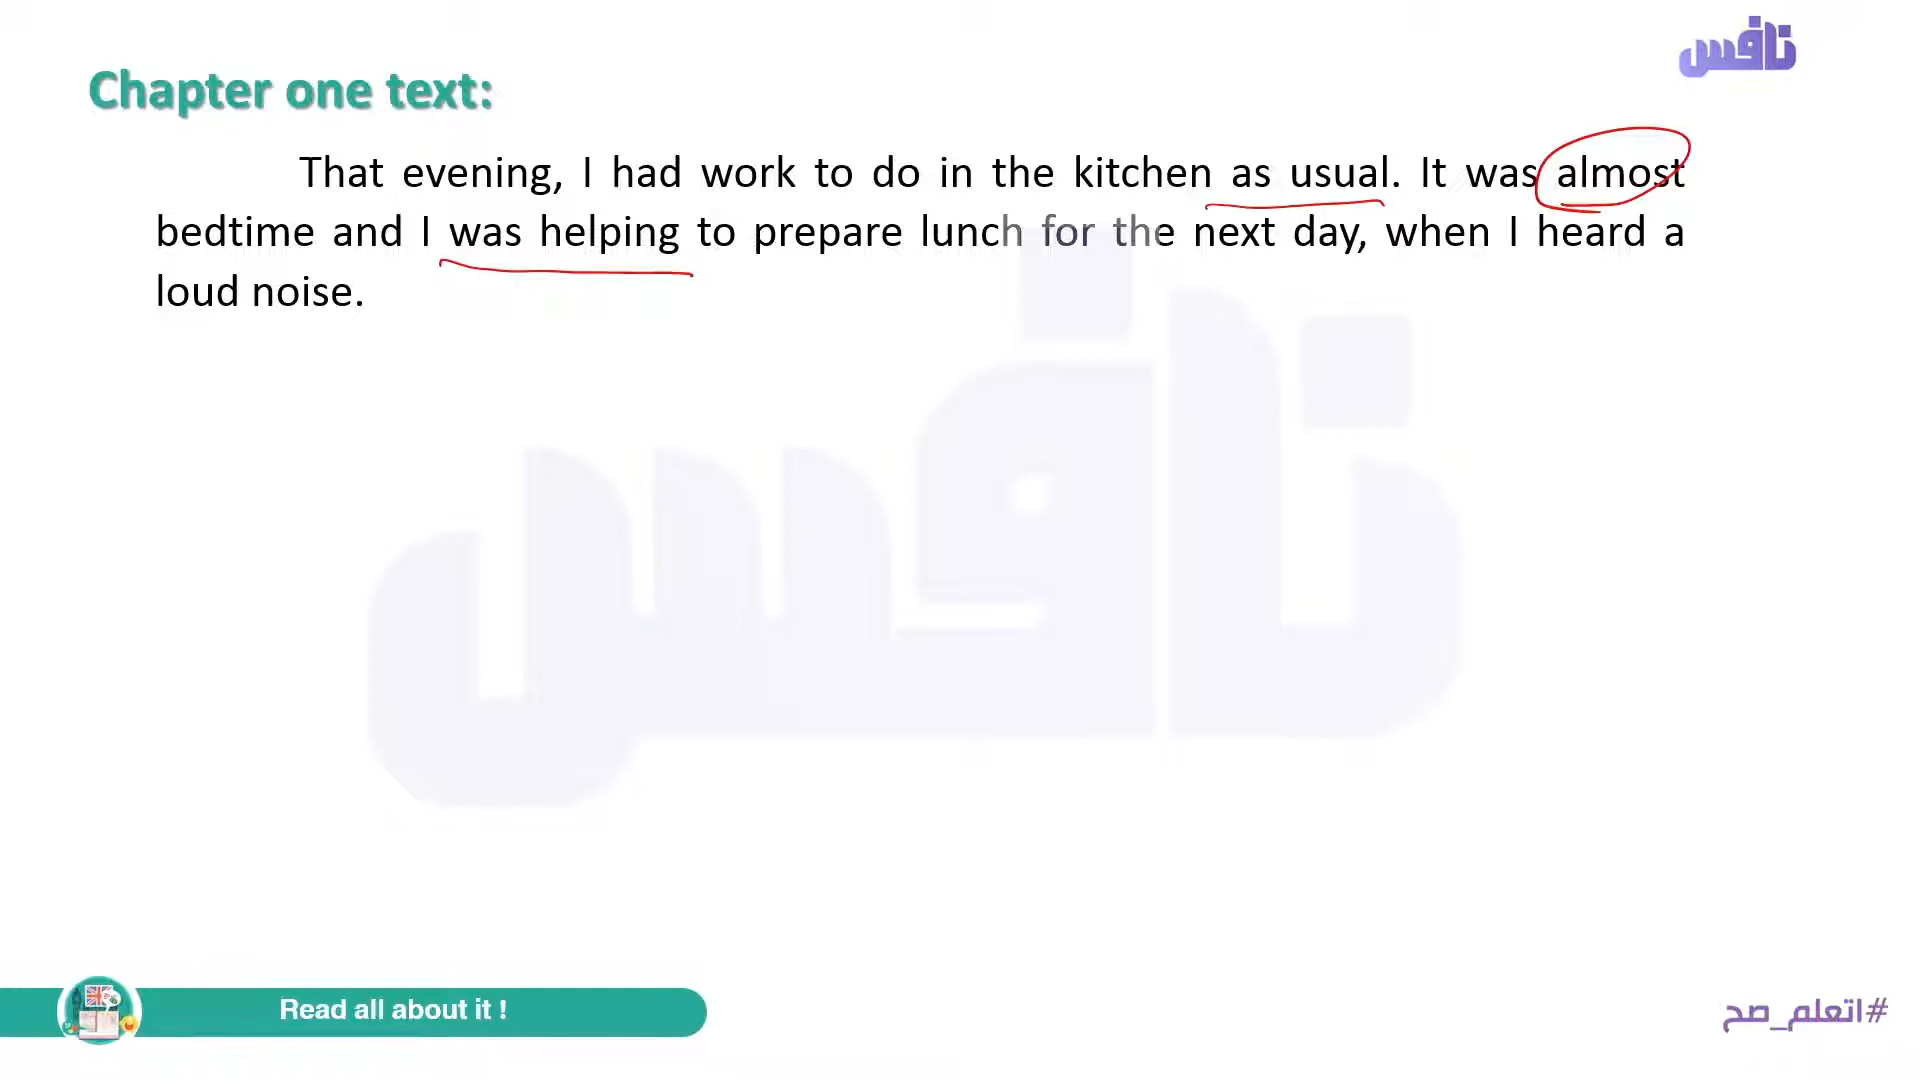 نافس
Chapter one text:
That evening, I had work to do in the kitchen as usual. It was almost
bedtime and I was helping to prepare lunch for the next day, when I heard a
loud noise.
نافس
Read all about it !
#اتعلم_صح